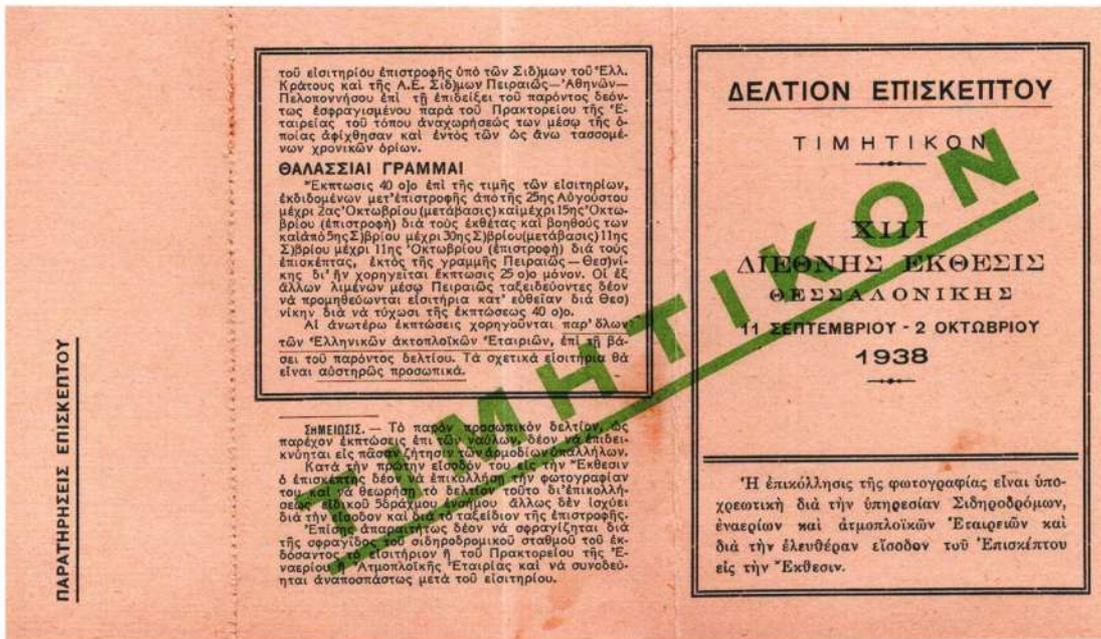 ΠΑΡΑΤΗΡΗΣΕΙΣ ΕΠΙΣΚΕΠΤΟΥ
τοῦ εἰσιτηρίου ἐπιστροφῆς ὑπὸ τῶν Σιδ)μων τοῦ Ἑλλ.
Κράτους καὶ τῆς Α.Ε. Σιδ)μων Πειραιῶς—Ἀθηνῶν—
Πελοποννήσου ἐπὶ τῇ ἐπιδείξει τοῦ παρόντος δεόν-
τως ἐσφραγισμένου παρὰ τοῦ Πρακτορείου τῆς Ἑ-
ταιρείας τοῦ τόπου ἀναχωρήσεώς των μέσῳ τῆς ὁ-
ποίας ἀφίχθησαν καὶ ἐντὸς τῶν ὡς ἄνω τασσομέ-
νων χρονικῶν ὁρίων.
ΘΑΛΑΣΣΙΑΙ ΓΡΑΜΜΑΙ
Ἔκπτωσις 40 ο)ο ἐπὶ τῆς τιμῆς τῶν εἰσιτηρίων,
ἐκδιδομένων μετ' ἐπιστροφῆς ἀπὸ τῆς 25ης Αὐγούστου
μέχρι 2ας Ὀκτωβρίου (μετάβασις) καὶ μέχρι 15ης Ὀκτω-
βρίου (ἐπιστροφὴ) διὰ τοὺς ἐκθέτας καὶ βοηθοὺς των
καὶ ἀπὸ 5ης Σ)βρίου μέχρι 30ης Σ)βρίου (μετάβασις) 11ης
Σ)βρίου μέχρι 11ης Ὀκτωβρίου (ἐπιστροφὴ) διὰ τοὺς
ἐπισκέπτας, ἐκτὸς τῆς γραμμῆς Πειραιῶς — Θεσ)νί-
κης δι' ἣν χορηγεῖται ἔκπτωσις 25 ο)ο μόνον. Οἱ ἐξ
ἄλλων λιμένων μέσῳ Πειραιῶς ταξειδεύοντες δέον
νὰ προμηθεύωνται εἰσιτήρια κατ' εὐθεῖαν διὰ Θεσ)
νίκην διὰ νὰ τύχωσι τῆς ἐκπτώσεως 40 ο)ο.
Αἱ ἀνωτέρω ἐκπτώσεις χορηγοῦνται παρ' ὅλων
τῶν Ἑλληνικῶν ἀκτοπλοϊκῶν Ἑταιριῶν, ἐπὶ τῇ βά-
σει τοῦ παρόντος δελτίου. Τὰ σχετικὰ εἰσιτήρια θὰ
εἶναι αὐστηρῶς προσωπικά.
ΣΗΜΕΙΩΣΙΣ. — Τὸ παρὸν προσωπικὸν δελτίον, ὡς
παρέχον ἐκπτώσεις ἐπὶ τῶν ναύλων, δέον νὰ ἐπιδει-
κνύηται εἰς πᾶσαν ζήτησιν τῶν ἁρμοδίων ὑπαλλήλων.
Κατὰ τὴν πρώτην εἴσοδόν του εἰς τὴν Ἔκθεσιν
ὁ ἐπισκέπτης δέον νὰ ἐπικολλήσῃ τὴν φωτογραφίαν
του καὶ νὰ θεωρήσῃ τὸ δελτίον τοῦτο δι' ἐπικολλή-
σεως εἰδικοῦ 5δράχμου ἐνσήμου ἄλλως δὲν ἰσχύει
διὰ τὴν εἴσοδον καὶ διὰ τὸ ταξείδιον τῆς ἐπιστροφῆς.
Ἐπίσης ἀπαραιτήτως δέον νὰ σφραγίζηται διὰ
τῆς σφραγῖδος τοῦ σιδηροδρομικοῦ σταθμοῦ τοῦ ἐκ-
δόσαντος τὸ εἰσιτήριον ἢ τοῦ Πρακτορείου τῆς Ἐ-
ναερίου ἢ Ἀτμοπλοϊκῆς Ἑταιρίας καὶ νὰ συνοδεύ-
ηται ἀναποσπάστως μετὰ τοῦ εἰσιτηρίου.
ΔΕΛΤΙΟΝ ΕΠΙΣΚΕΠΤΟΥ
ΤΙΜΗΤΙΚΟΝ
XIII
ΔΙΕΘΝΗΣ ΕΚΘΕΣΙΣ
ΘΕΣΣΑΛΟΝΙΚΗΣ
11 ΣΕΠΤΕΜΒΡΙΟΥ - 2 ΟΚΤΩΒΡΙΟΥ
1938
Ἡ ἐπικόλλησις τῆς φωτογραφίας εἶναι ὑπο-
χρεωτικὴ διὰ τὴν ὑπηρεσίαν Σιδηροδρόμων,
ἐναερίων καὶ ἀτμοπλοϊκῶν Ἑταιρειῶν καὶ
διὰ τὴν ἐλευθέραν εἴσοδον τοῦ Ἐπισκέπτου
εἰς τὴν Ἔκθεσιν.
ΤΙΜΗΤΙΚΟΝ